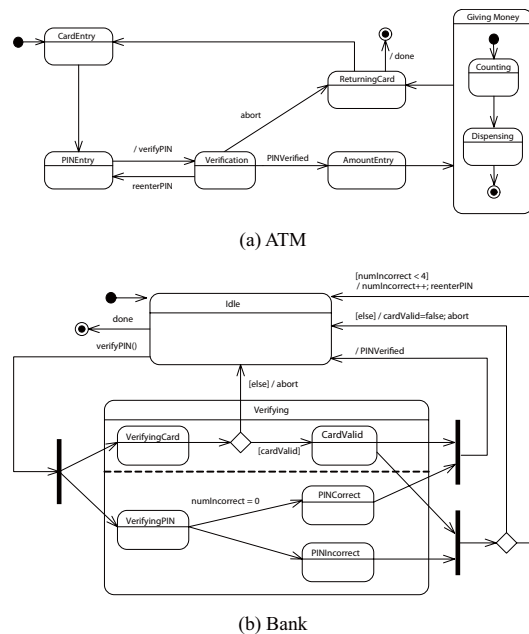 Giving Money
CardEntry
/ done
Counting
ReturningCard
abort
Dispensing
/ verifyPIN
PINEntry
Verification
PINVerified
AmountEntry
reenterPIN
(a) ATM
[numIncorrect < 4]
/ numIncorrect++; reenterPIN
Idle
[else] / cardValid=false; abort
done
verifyPIN()
/ PINVerified
[else] / abort
Verifying
VerifyingCard
CardValid
[cardValid]
numIncorrect = 0
PINCorrect
VerifyingPIN
PINIncorrect
(b) Bank